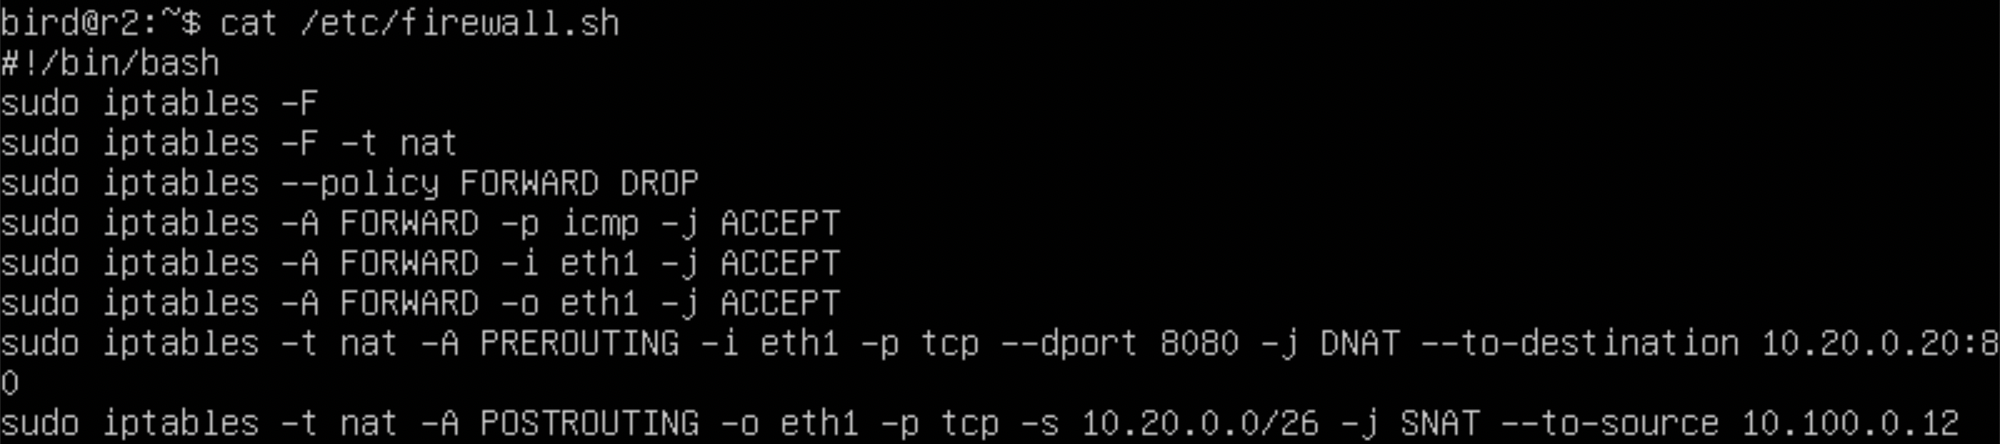 bird@r2:~$ cat /etc/firewall.sh
#!/bin/bash
sudo iptables -F
sudo iptables -F -t nat
sudo iptables --policy FORWARD DROP
sudo iptables -A FORWARD -p icmp -j ACCEPT
sudo iptables -A FORWARD -i eth1 -j ACCEPT
sudo iptables -A FORWARD -o eth1 -j ACCEPT
sudo iptables -t nat -A PREROUTING -i eth1 -p tcp --dport 8080 -j DNAT --to-destination 10.20.0.20:8
0
sudo iptables -t nat -A POSTROUTING -o eth1 -p tcp -s 10.20.0.0/26 -j SNAT --to-source 10.100.0.12